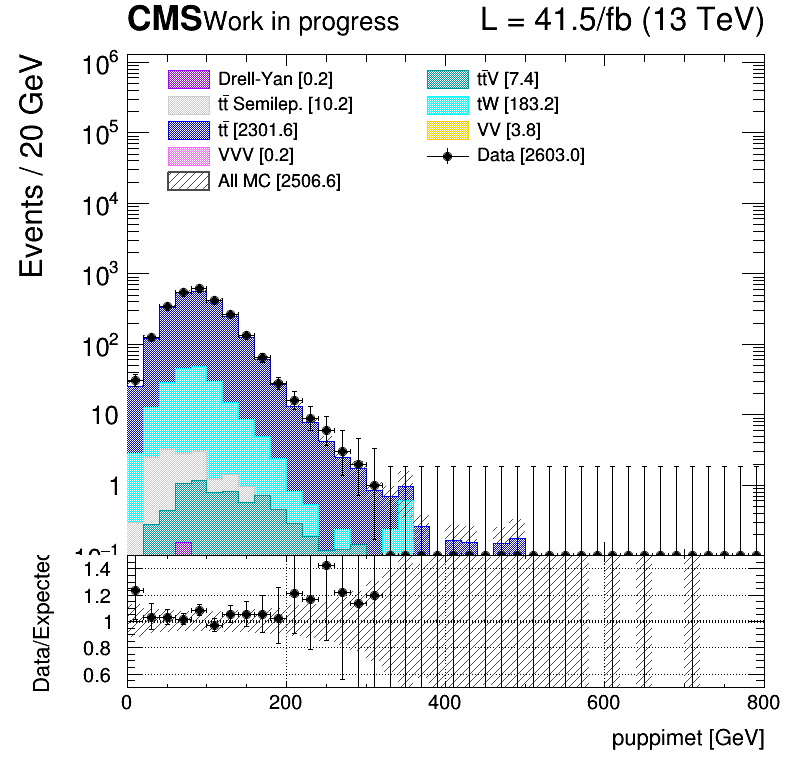 CMS Work in progress L = 41.5/fb (13 TeV)
Events / 20 GeV
Drell-Yan [0.2]
tt̄ Semilep. [10.2]
tt̄ [2301.6]
VVV [0.2]
All MC [2506.6]
tt̄V [7.4]
tW [183.2]
VV [3.8]
Data [2603.0]
10⁶
10⁵
10⁴
10³
10²
10
1
10⁻¹
Data/Expected
1.4
1.2
1
0.8
0.6
0 200 400 600 800
puppimet [GeV]